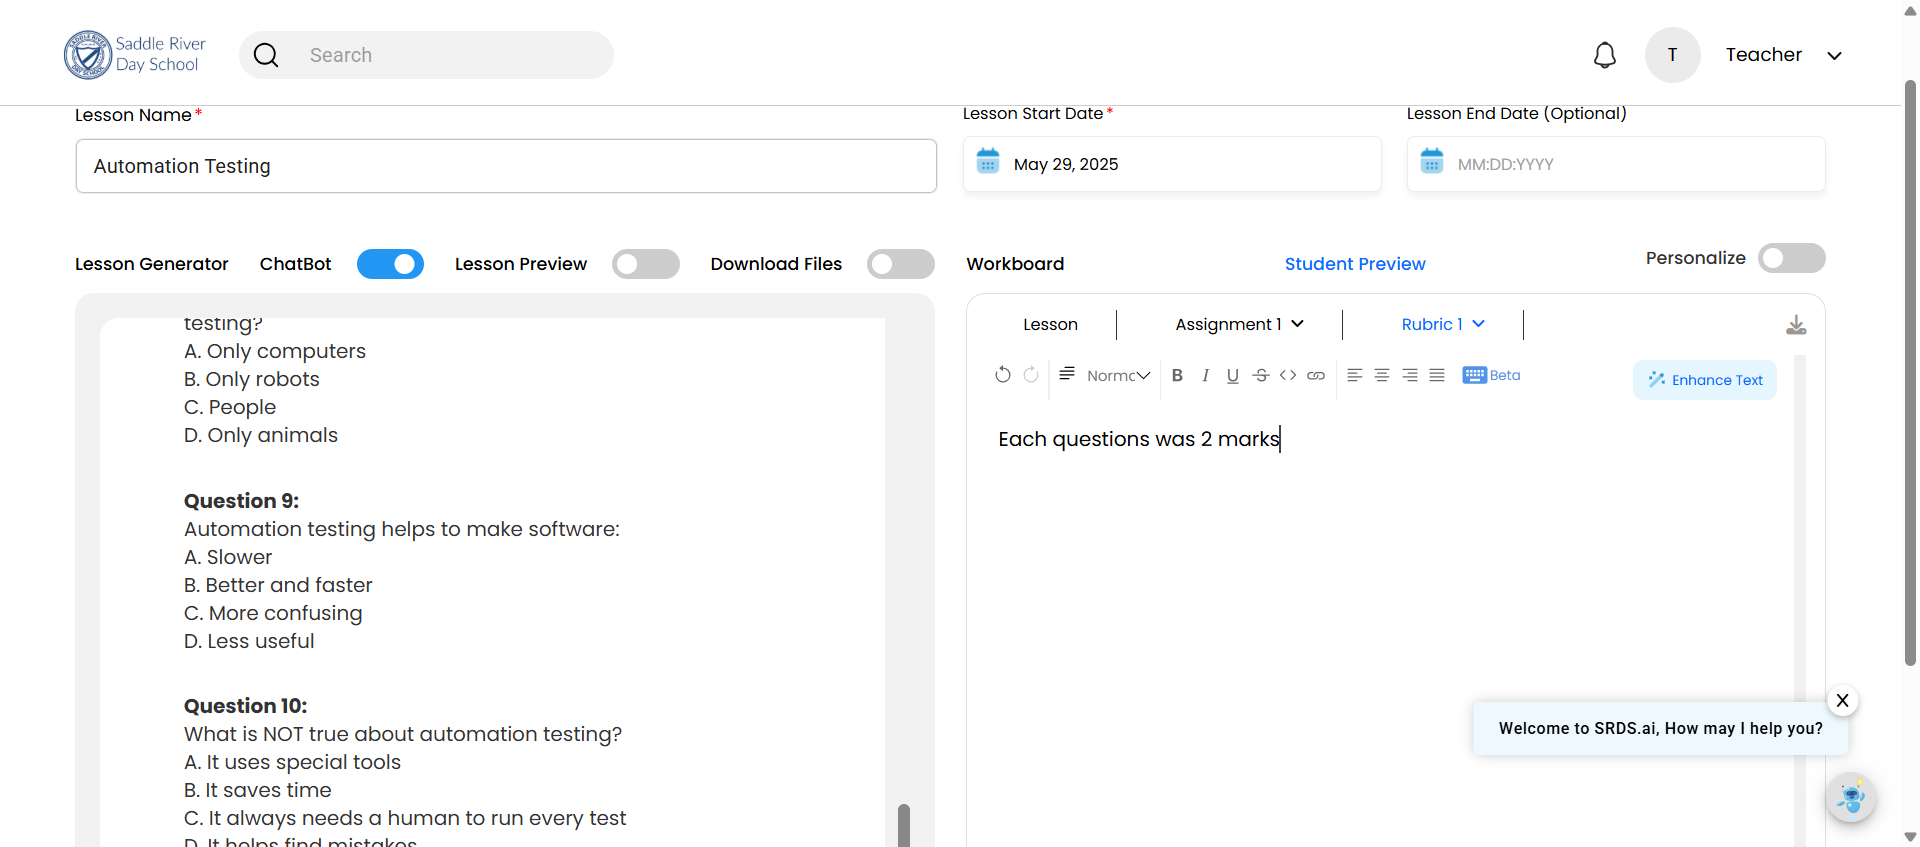 Saddle River
Day School
Search
T
Teacher
Lesson Name*
Lesson Start Date*
Lesson End Date (Optional)
Automation Testing
May 29, 2025
MM:DD:YYYY
Lesson Generator
ChatBot
Lesson Preview
Download Files
Workboard
Student Preview
Personalize
testing?
A. Only computers
B. Only robots
C. People
D. Only animals
Question 9:
Automation testing helps to make software:
A. Slower
B. Better and faster
C. More confusing
D. Less useful
Question 10:
What is NOT true about automation testing?
A. It uses special tools
B. It saves time
C. It always needs a human to run every test
D. It helps find mistakes
Lesson
Assignment 1
Rubric 1
Normc
B
I
U
S
Beta
Enhance Text
Each questions was 2 marks
X
Welcome to SRDS.ai, How may I help you?